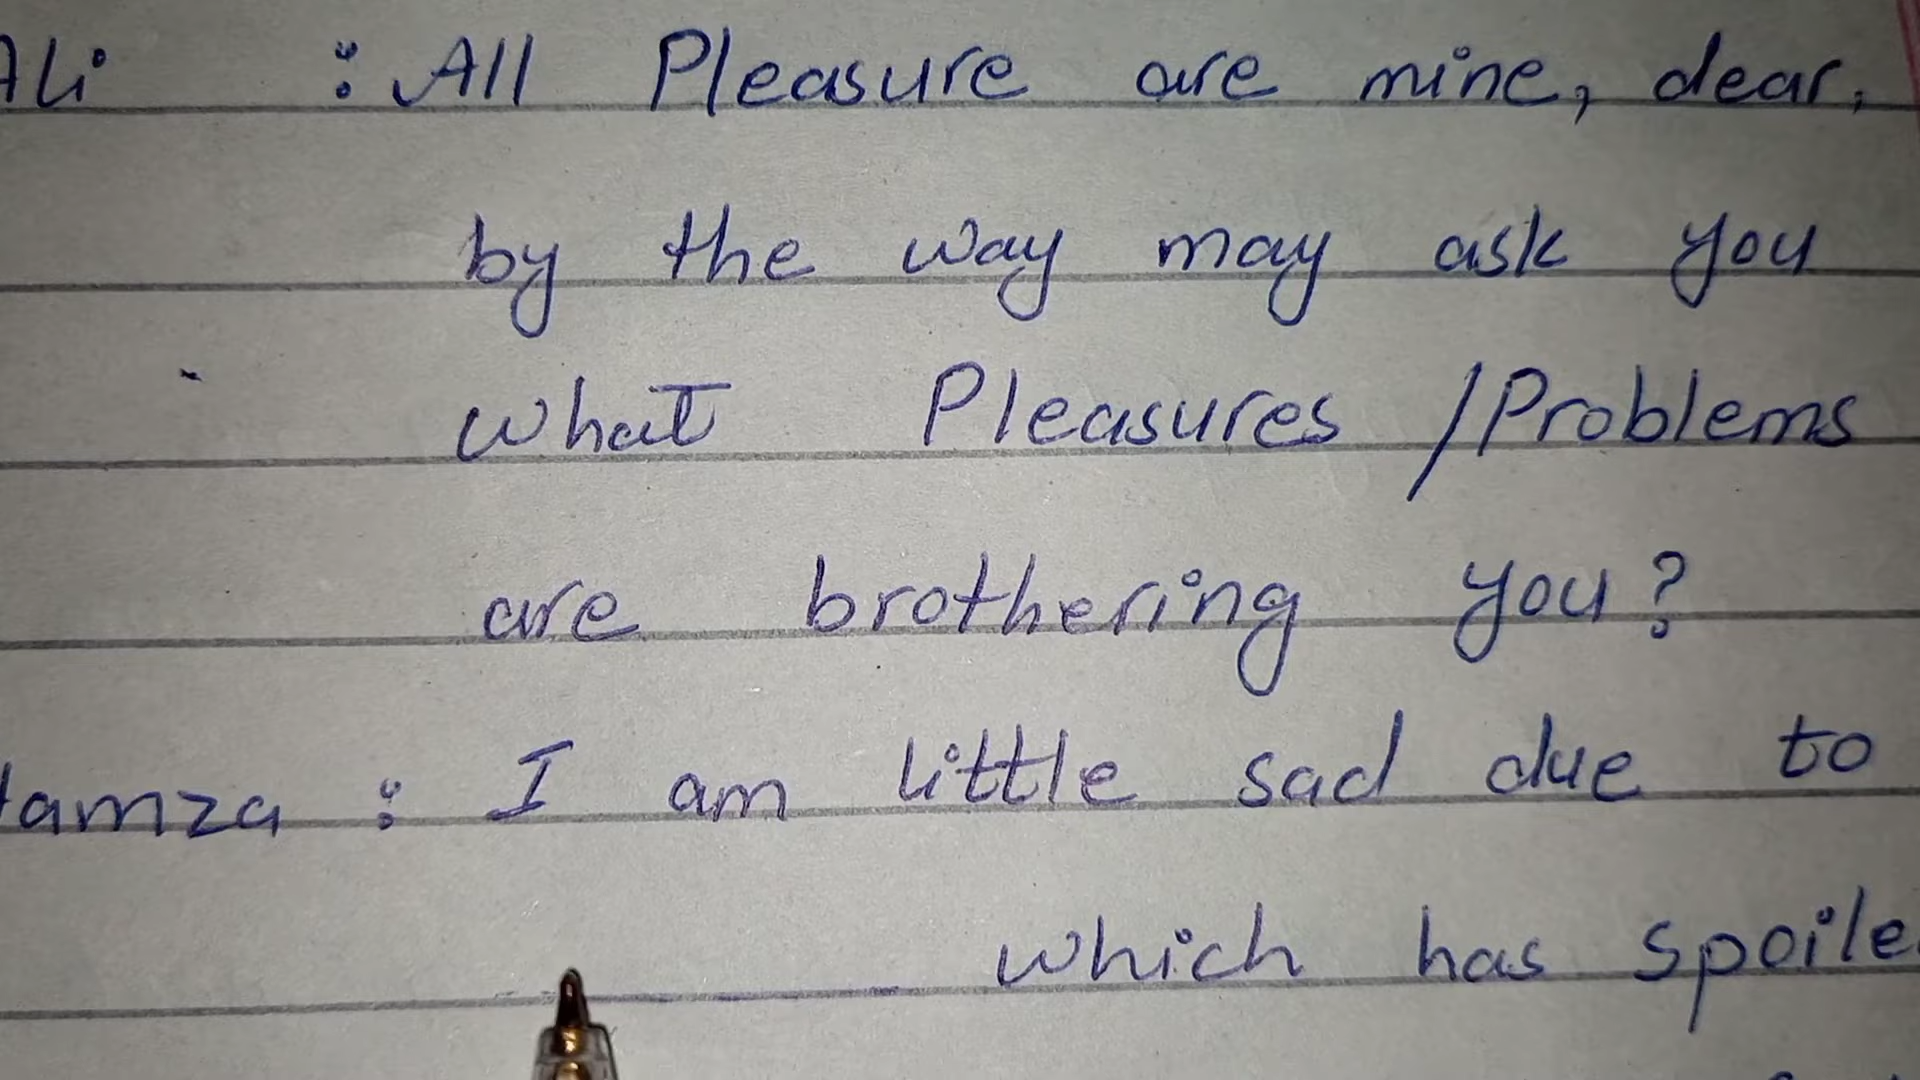 Ali : All Pleasure are mine, dear,
by the way may ask you
what Pleasures / Problems
are brothering you?
Hamza : I am little sad due to
which has spoile